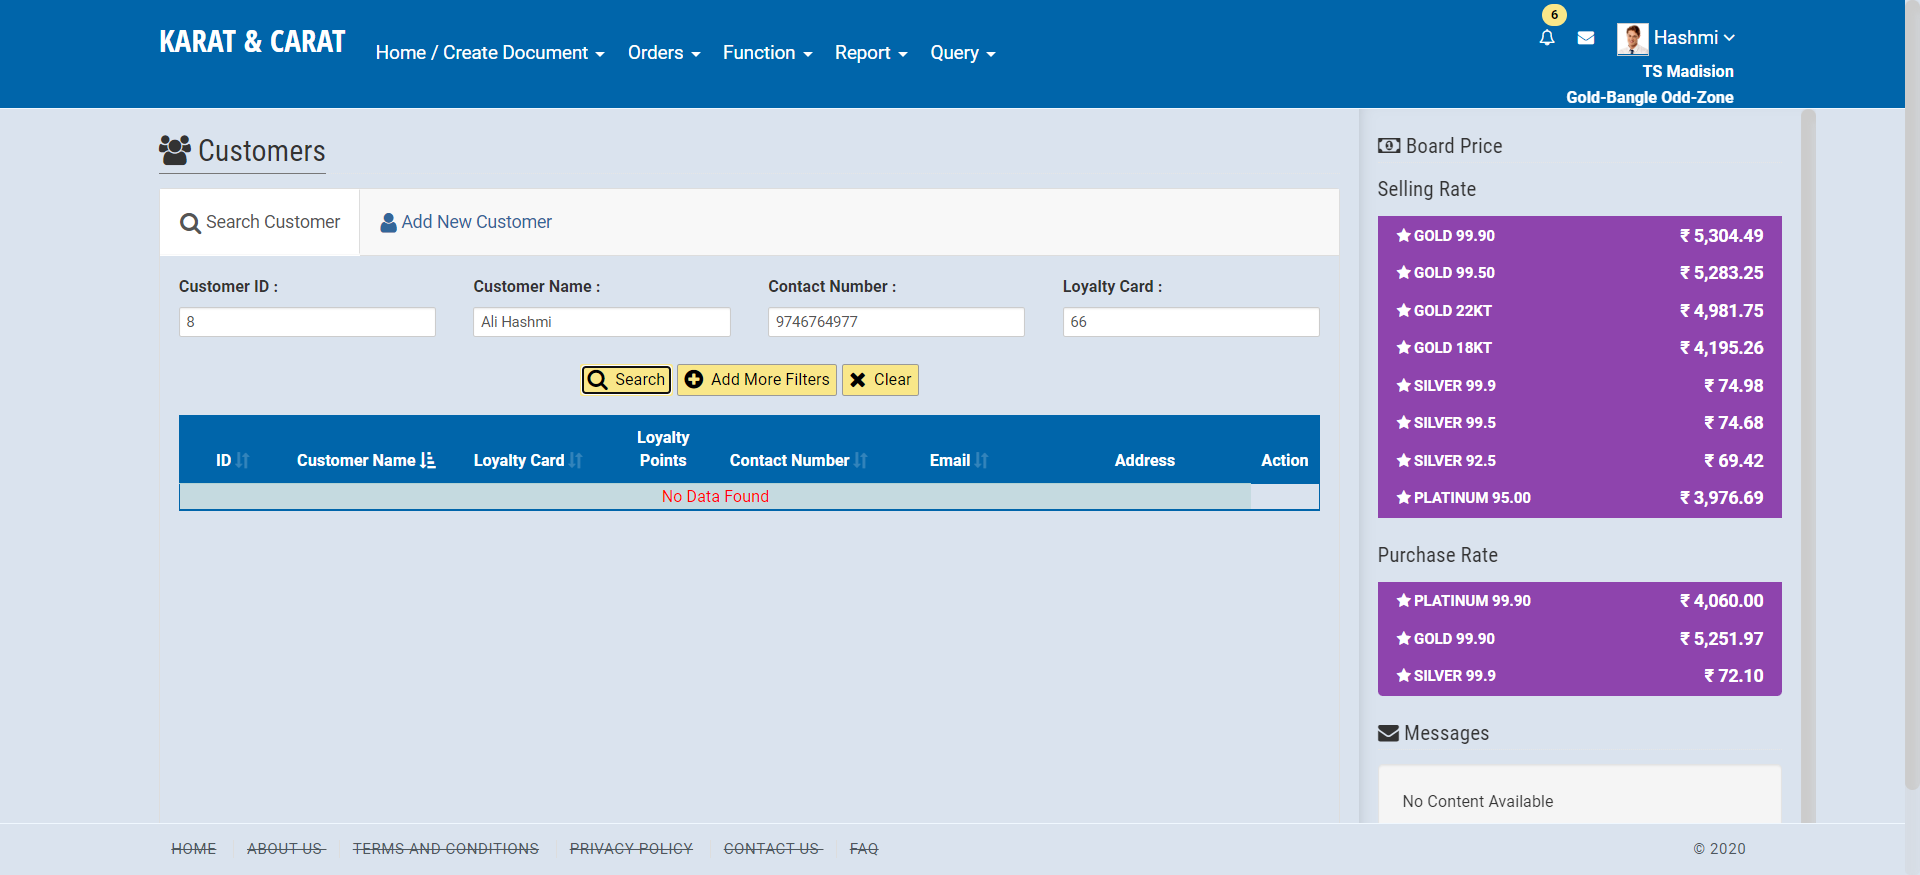 KARAT & CARAT
Home / Create Document
Orders
Function
Report
Query
6
Hashmi
TS Madision
Gold-Bangle Odd-Zone
Customers
Search Customer
Add New Customer
Customer ID :
Customer Name :
Contact Number :
Loyalty Card :
8
Ali Hashmi
9746764977
66
Search
Add More Filters
Clear
ID
Customer Name
Loyalty Card
Loyalty
Points
Contact Number
Email
Address
Action
No Data Found
Board Price
Selling Rate
GOLD 99.90 ₹ 5,304.49
GOLD 99.50 ₹ 5,283.25
GOLD 22KT ₹ 4,981.75
GOLD 18KT ₹ 4,195.26
SILVER 99.9 ₹ 74.98
SILVER 99.5 ₹ 74.68
SILVER 92.5 ₹ 69.42
PLATINUM 95.00 ₹ 3,976.69
Purchase Rate
PLATINUM 99.90 ₹ 4,060.00
GOLD 99.90 ₹ 5,251.97
SILVER 99.9 ₹ 72.10
Messages
No Content Available
HOME
ABOUT US
TERMS AND CONDITIONS
PRIVACY POLICY
CONTACT US
FAQ
© 2020